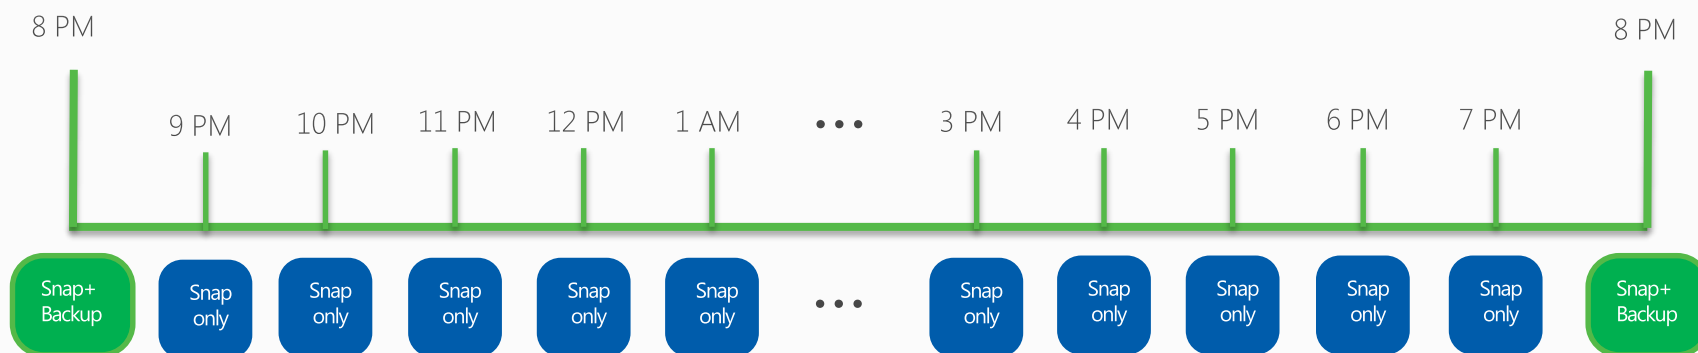 8 PM
8 PM
9 PM 10 PM 11 PM 12 PM 1 AM ••• 3 PM 4 PM 5 PM 6 PM 7 PM
Snap+ Snap Snap Snap Snap Snap ••• Snap Snap Snap Snap Snap Snap+
Backup only only only only only only only only only only Backup